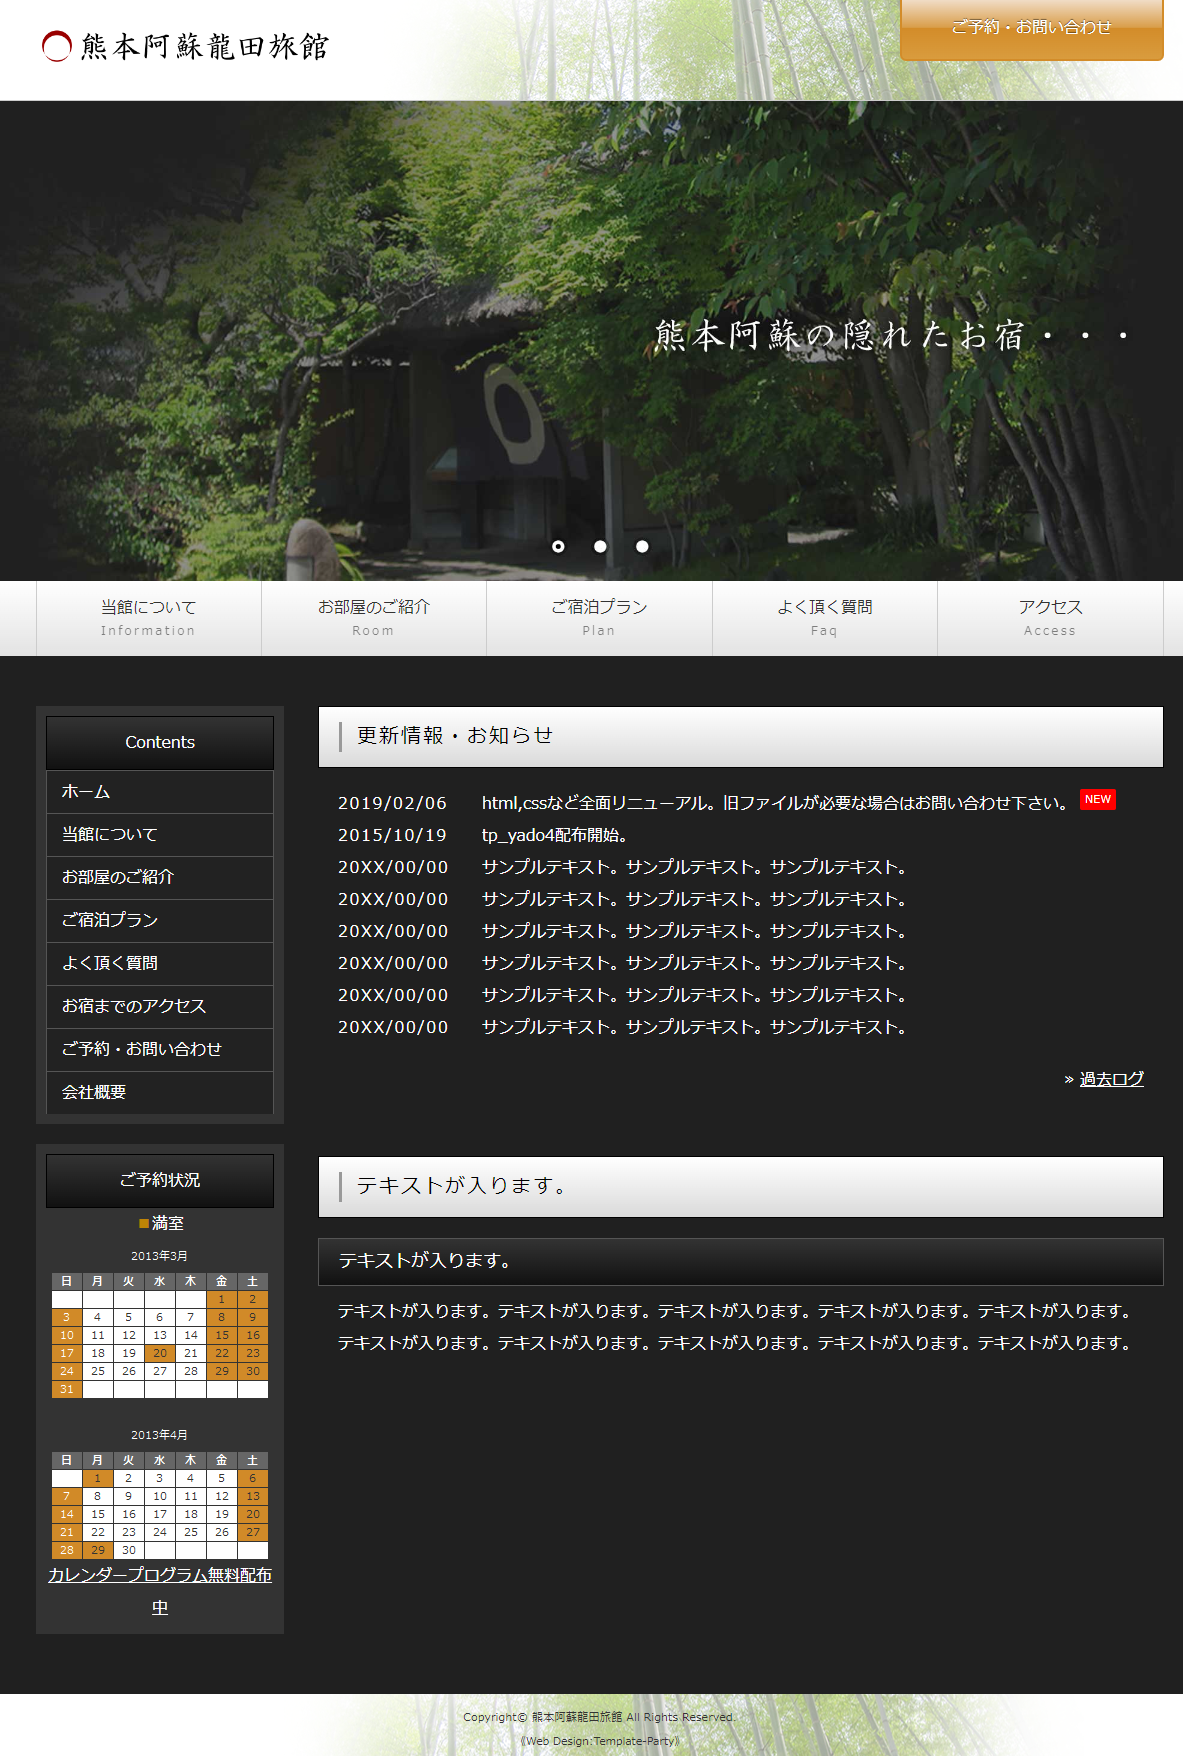 熊本阿蘇龍田旅館
ご予約・お問い合わせ
熊本阿蘇の隠れたお宿・・・
当館について
Information
お部屋のご紹介
Room
ご宿泊プラン
Plan
よく頂く質問
Faq
アクセス
Access
Contents
ホーム
当館について
お部屋のご紹介
ご宿泊プラン
よく頂く質問
お宿までのアクセス
ご予約・お問い合わせ
会社概要
ご予約状況
■満室
2013年3月
日 月 火 水 木 金 土
1 2
3 4 5 6 7 8 9
10 11 12 13 14 15 16
17 18 19 20 21 22 23
24 25 26 27 28 29 30
31
2013年4月
日 月 火 水 木 金 土
1 2 3 4 5 6
7 8 9 10 11 12 13
14 15 16 17 18 19 20
21 22 23 24 25 26 27
28 29 30
カレンダープログラム無料配布
中
更新情報・お知らせ
2019/02/06 html,cssなど全面リニューアル。旧ファイルが必要な場合はお問い合わせ下さい。 NEW
2015/10/19 tp_yado4配布開始。
20XX/00/00 サンプルテキスト。サンプルテキスト。サンプルテキスト。
20XX/00/00 サンプルテキスト。サンプルテキスト。サンプルテキスト。
20XX/00/00 サンプルテキスト。サンプルテキスト。サンプルテキスト。
20XX/00/00 サンプルテキスト。サンプルテキスト。サンプルテキスト。
20XX/00/00 サンプルテキスト。サンプルテキスト。サンプルテキスト。
20XX/00/00 サンプルテキスト。サンプルテキスト。サンプルテキスト。
» 過去ログ
テキストが入ります。
テキストが入ります。
テキストが入ります。テキストが入ります。テキストが入ります。テキストが入ります。テキストが入ります。
テキストが入ります。テキストが入ります。テキストが入ります。テキストが入ります。テキストが入ります。
Copyright© 熊本阿蘇龍田旅館 All Rights Reserved.
《Web Design:Template-Party》